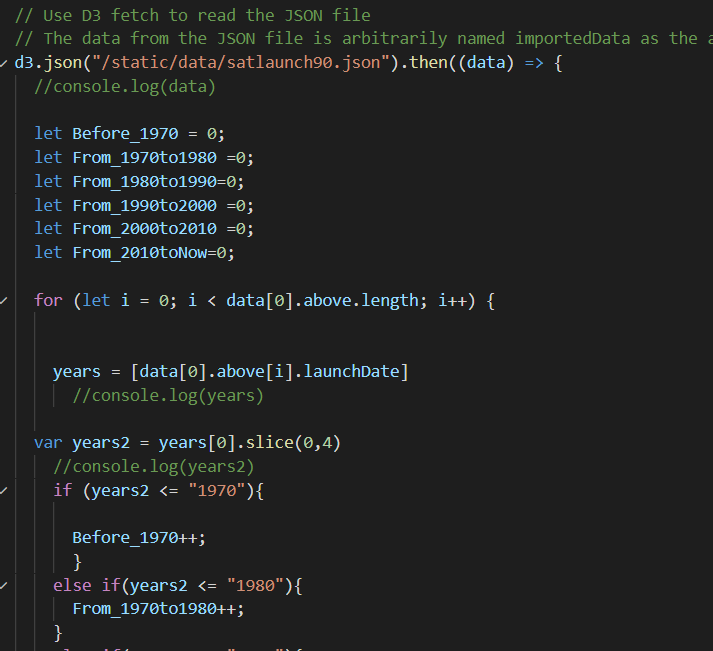 // Use D3 fetch to read the JSON file
// The data from the JSON file is arbitrarily named importedData as the
d3.json("/static/data/satlaunch90.json").then((data) => {
//console.log(data)
let Before_1970 = 0;
let From_1970to1980 =0;
let From_1980to1990=0;
let From_1990to2000 =0;
let From_2000to2010 =0;
let From_2010toNow=0;
for (let i = 0; i < data[0].above.length; i++) {
years = [data[0].above[i].launchDate]
//console.log(years)
var years2 = years[0].slice(0,4)
//console.log(years2)
if (years2 <= "1970"){
Before_1970++;
}
else if(years2 <= "1980"){
From_1970to1980++;
}